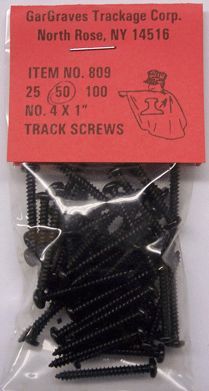 GarGraves Trackage Corp.
North Rose, NY 14516
ITEM NO. 809
25 50 100
NO. 4 X 1"
TRACK SCREWS